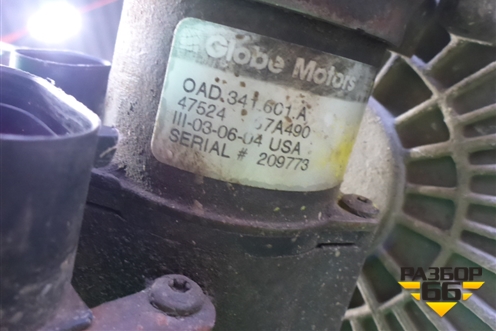 Globe Motors
OAD.341.601.A
47524 7A490
III-03-06-04 USA
SERIAL # 209773
РАЗБОР
66